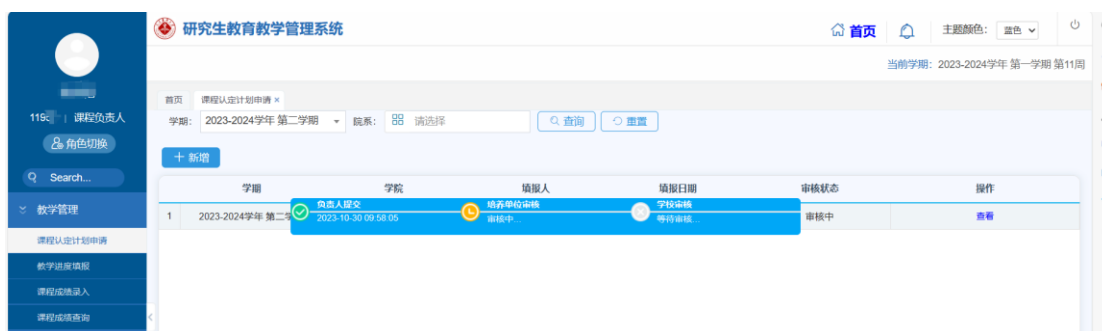 研究生教育教学管理系统
首页
主题颜色： 蓝色
当前学期：2023-2024学年 第一学期 第11周
课程负责人
角色切换
Search...
教学管理
课程认定计划申请
教学进度填报
课程成绩录入
课程成绩查询
首页 课程认定计划申请 ×
学期： 2023-2024学年 第二学期 院系： 请选择 查询 重置
+ 新增
学期 学院 填报人 填报日期 审核状态 操作
1 2023-2024学年 第二 审核中 查看
负责人提交 培养单位审核 学校审核
2023-10-30 09:58:05 审核中... 等待审核...